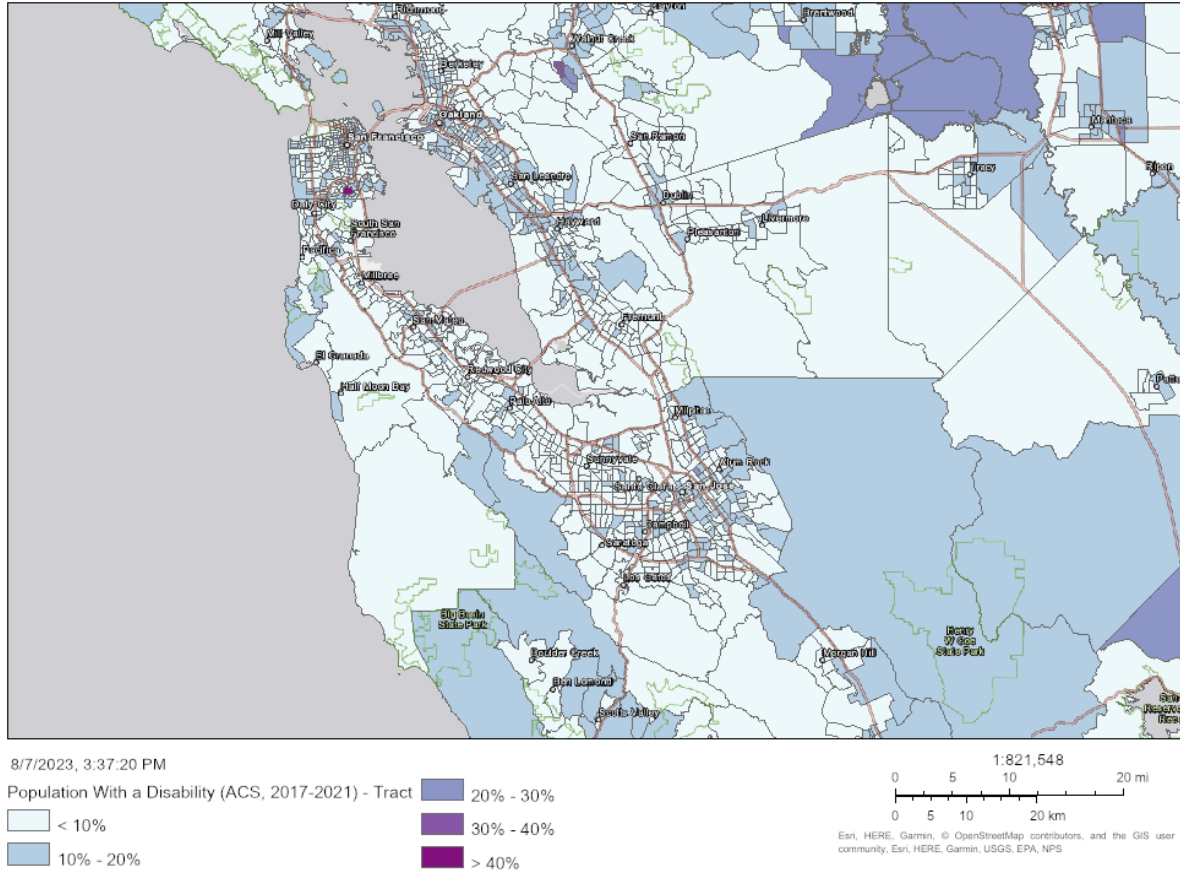 Richmond
Clayton
Brentwood
Mill Valley
Walnut Creek
Berkeley
Oakland
Manteca
San Francisco
San Ramon
San Leandro
Tracy
Ripon
Daly City
Dublin
South San
Francisco
Hayward
Livermore
Pleasanton
Pacifica
Millbrae
San Mateo
Fremont
El Granada
Redwood City
Half Moon Bay
Palo Alto
Milpitas
Sunnyvale
Alum Rock
Santa Clara
San Jose
Campbell
Saratoga
Los Gatos
Big Basin
State Park
Henry
W Coe
State Park
Boulder Creek
Morgan Hill
Ben Lomond
Scotts Valley
8/7/2023, 3:37:20 PM
Population With a Disability (ACS, 2017-2021) - Tract
< 10%
10% - 20%
20% - 30%
30% - 40%
> 40%
1:821,548
0 5 10 20 mi
0 5 10 20 km
Esri, HERE, Garmin, © OpenStreetMap contributors, and the GIS user
community, Esri, HERE, Garmin, USGS, EPA, NPS